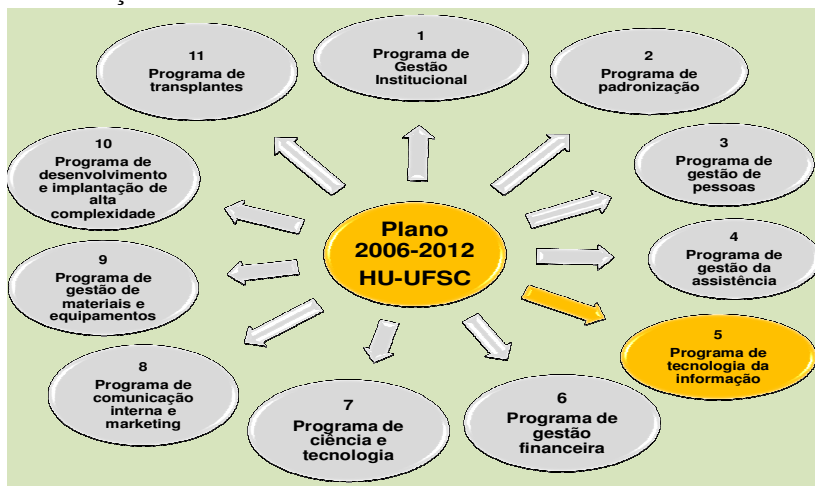 Plano
2006-2012
HU-UFSC
1
Programa de
Gestão
Institucional
2
Programa de
padronização
3
Programa de
gestão de
pessoas
4
Programa de
gestão da
assistência
5
Programa de
tecnologia da
informação
6
Programa de
gestão
financeira
7
Programa de
ciência e
tecnologia
8
Programa de
comunicação
interna e
marketing
9
Programa de
gestão de
materiais e
equipamentos
10
Programa de
desenvolvimento
e implantação de
alta
complexidade
11
Programa de
transplantes